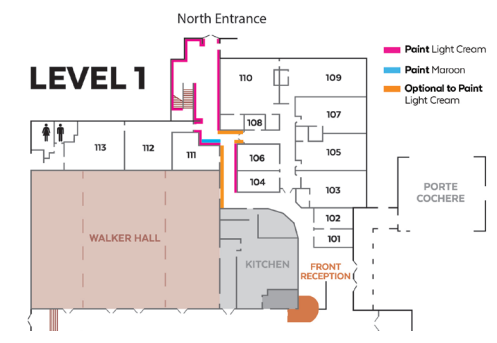 North Entrance
LEVEL 1
Paint Light Cream
Paint Maroon
Optional to Paint
Light Cream
110
109
108
107
113
112
111
106
105
104
103
102
101
PORTE
COCHERE
WALKER HALL
KITCHEN
FRONT
RECEPTION